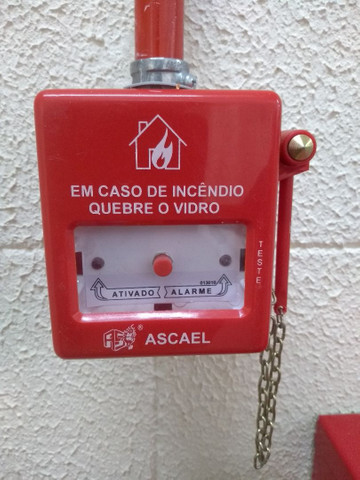 EM CASO DE INCÊNDIO
QUEBRE O VIDRO
TESTE
ATIVADO ALARME
ASCAEL